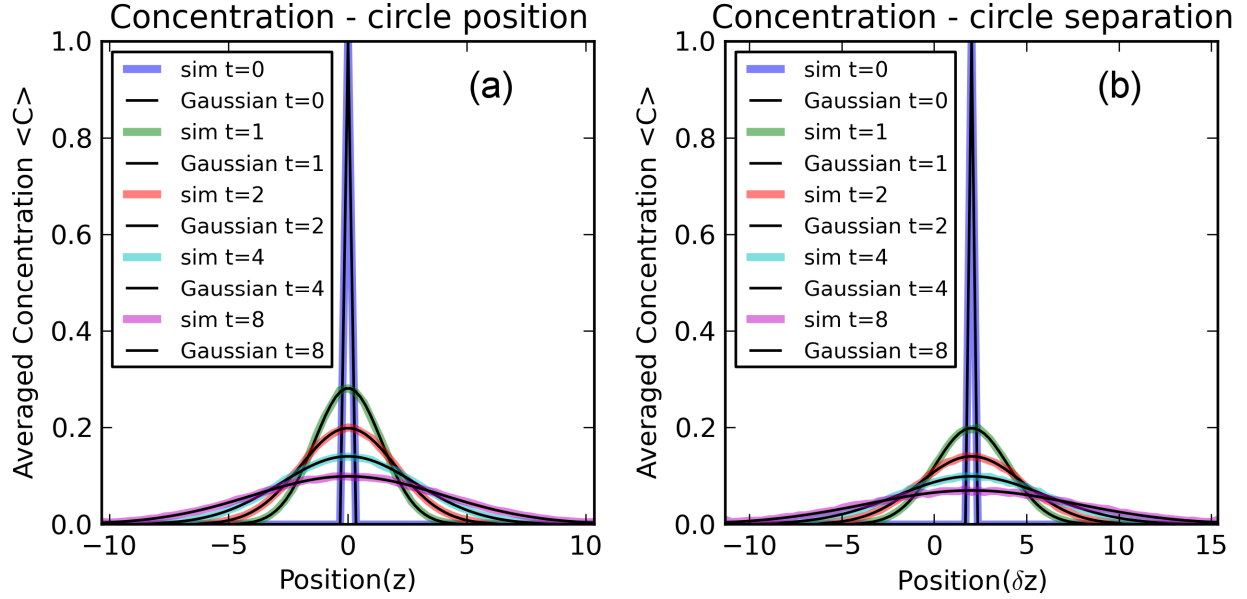 Concentration - circle position
(a)
sim t=0
Gaussian t=0
sim t=1
Gaussian t=1
sim t=2
Gaussian t=2
sim t=4
Gaussian t=4
sim t=8
Gaussian t=8
Averaged Concentration <C>
1.0
0.8
0.6
0.4
0.2
0.0
−10 −5 0 5 10
Position(z)
Concentration - circle separation
(b)
sim t=0
Gaussian t=0
sim t=1
Gaussian t=1
sim t=2
Gaussian t=2
sim t=4
Gaussian t=4
sim t=8
Gaussian t=8
Averaged Concentration <C>
1.0
0.8
0.6
0.4
0.2
0.0
−10 −5 0 5 10 15
Position(δz)